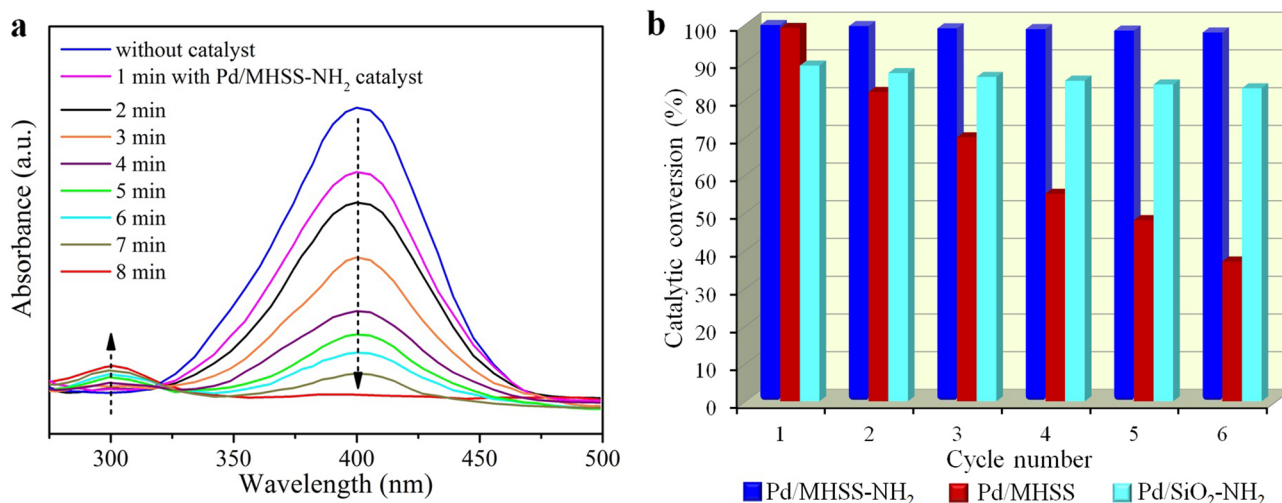 a
without catalyst
1 min with Pd/MHSS-NH₂ catalyst
2 min
3 min
4 min
5 min
6 min
7 min
8 min
Absorbance (a.u.)
300 350 400 450 500
Wavelength (nm)
b
100
90
80
70
60
50
40
30
20
10
0
Catalytic conversion (%)
1 2 3 4 5 6
Cycle number
Pd/MHSS-NH₂ Pd/MHSS Pd/SiO₂-NH₂